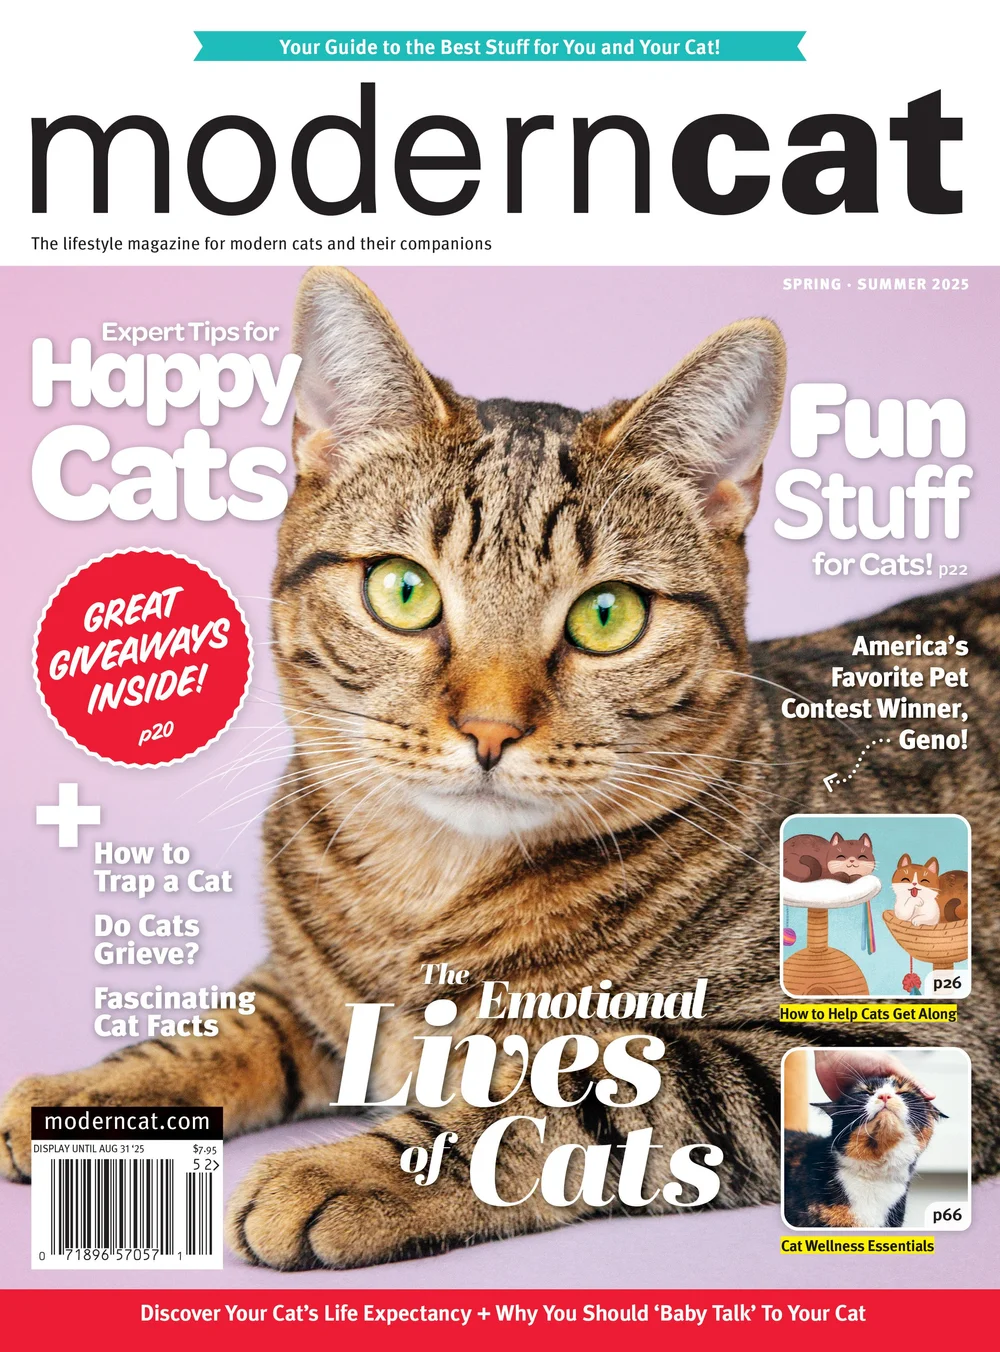 Your Guide to the Best Stuff for You and Your Cat!
moderncat
The lifestyle magazine for modern cats and their companions
SPRING · SUMMER 2025
Expert Tips for
Happy
Cats
Fun
Stuff
for Cats! p22
GREAT
GIVEAWAYS
INSIDE!
p20
America's
Favorite Pet
Contest Winner,
Geno!
+
How to
Trap a Cat
Do Cats
Grieve?
Fascinating
Cat Facts
The
Emotional
Lives
of Cats
p26
How to Help Cats Get Along
p66
Cat Wellness Essentials
moderncat.com
DISPLAY UNTIL AUG 31 '25 $7.95
52>
0 71896 57057 1
Discover Your Cat's Life Expectancy + Why You Should 'Baby Talk' To Your Cat